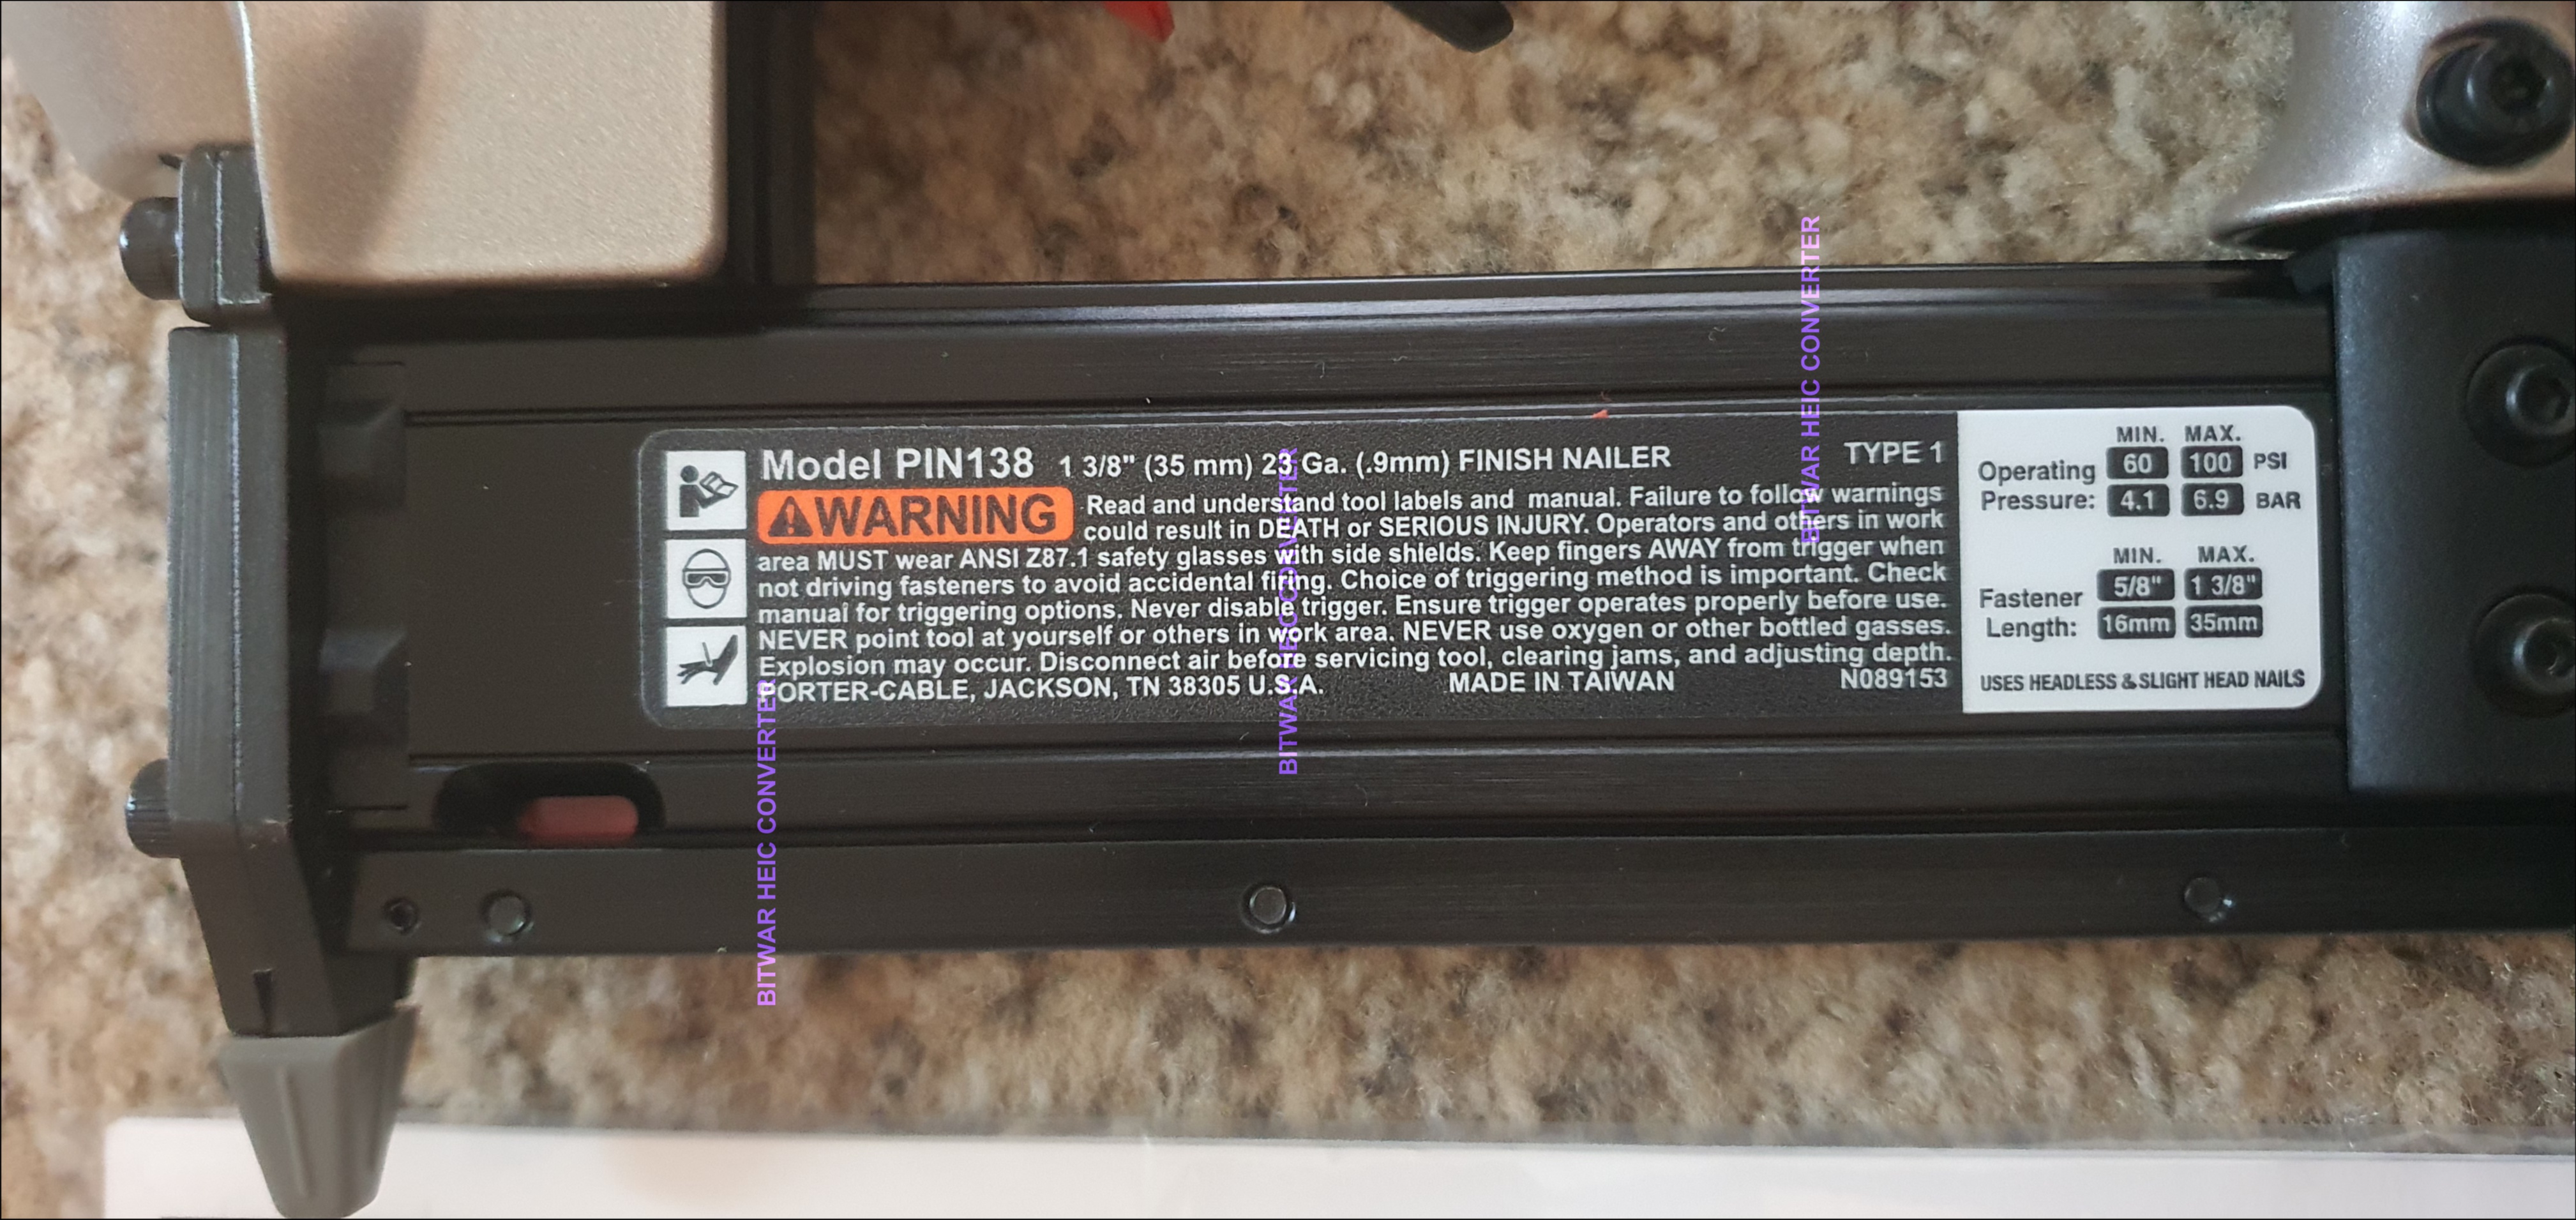 Model PIN138 1 3/8" (35 mm) 23 Ga. (.9mm) FINISH NAILER TYPE 1
WARNING
Read and understand tool labels and manual. Failure to follow warnings
could result in DEATH or SERIOUS INJURY. Operators and others in work
area MUST wear ANSI Z87.1 safety glasses with side shields. Keep fingers AWAY from trigger when
not driving fasteners to avoid accidental firing. Choice of triggering method is important. Check
manual for triggering options. Never disable trigger. Ensure trigger operates properly before use.
NEVER point tool at yourself or others in work area. NEVER use oxygen or other bottled gasses.
Explosion may occur. Disconnect air before servicing tool, clearing jams, and adjusting depth.
PORTER-CABLE, JACKSON, TN 38305 U.S.A. MADE IN TAIWAN N089153
MIN. MAX.
Operating 60 100 PSI
Pressure: 4.1 6.9 BAR
MIN. MAX.
Fastener 5/8" 1 3/8"
Length: 16mm 35mm
USES HEADLESS & SLIGHT HEAD NAILS
BITWAR HEIC CONVERTER
BITWAR HEIC CONVERTER
BITWAR HEIC CONVERTER